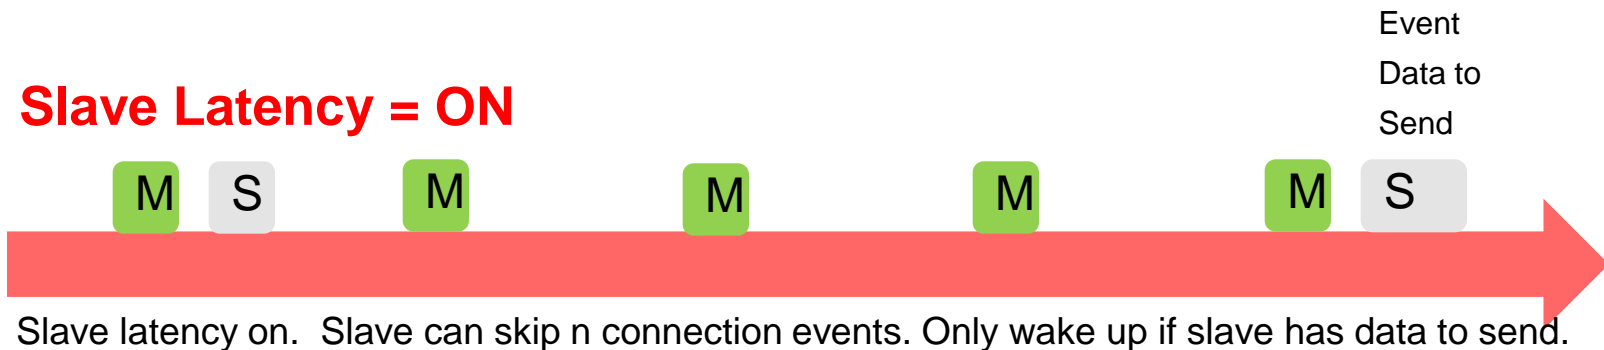 Event
Data to
Send
Slave Latency = ON
M S M M M M S
Slave latency on.  Slave can skip n connection events. Only wake up if slave has data to send.